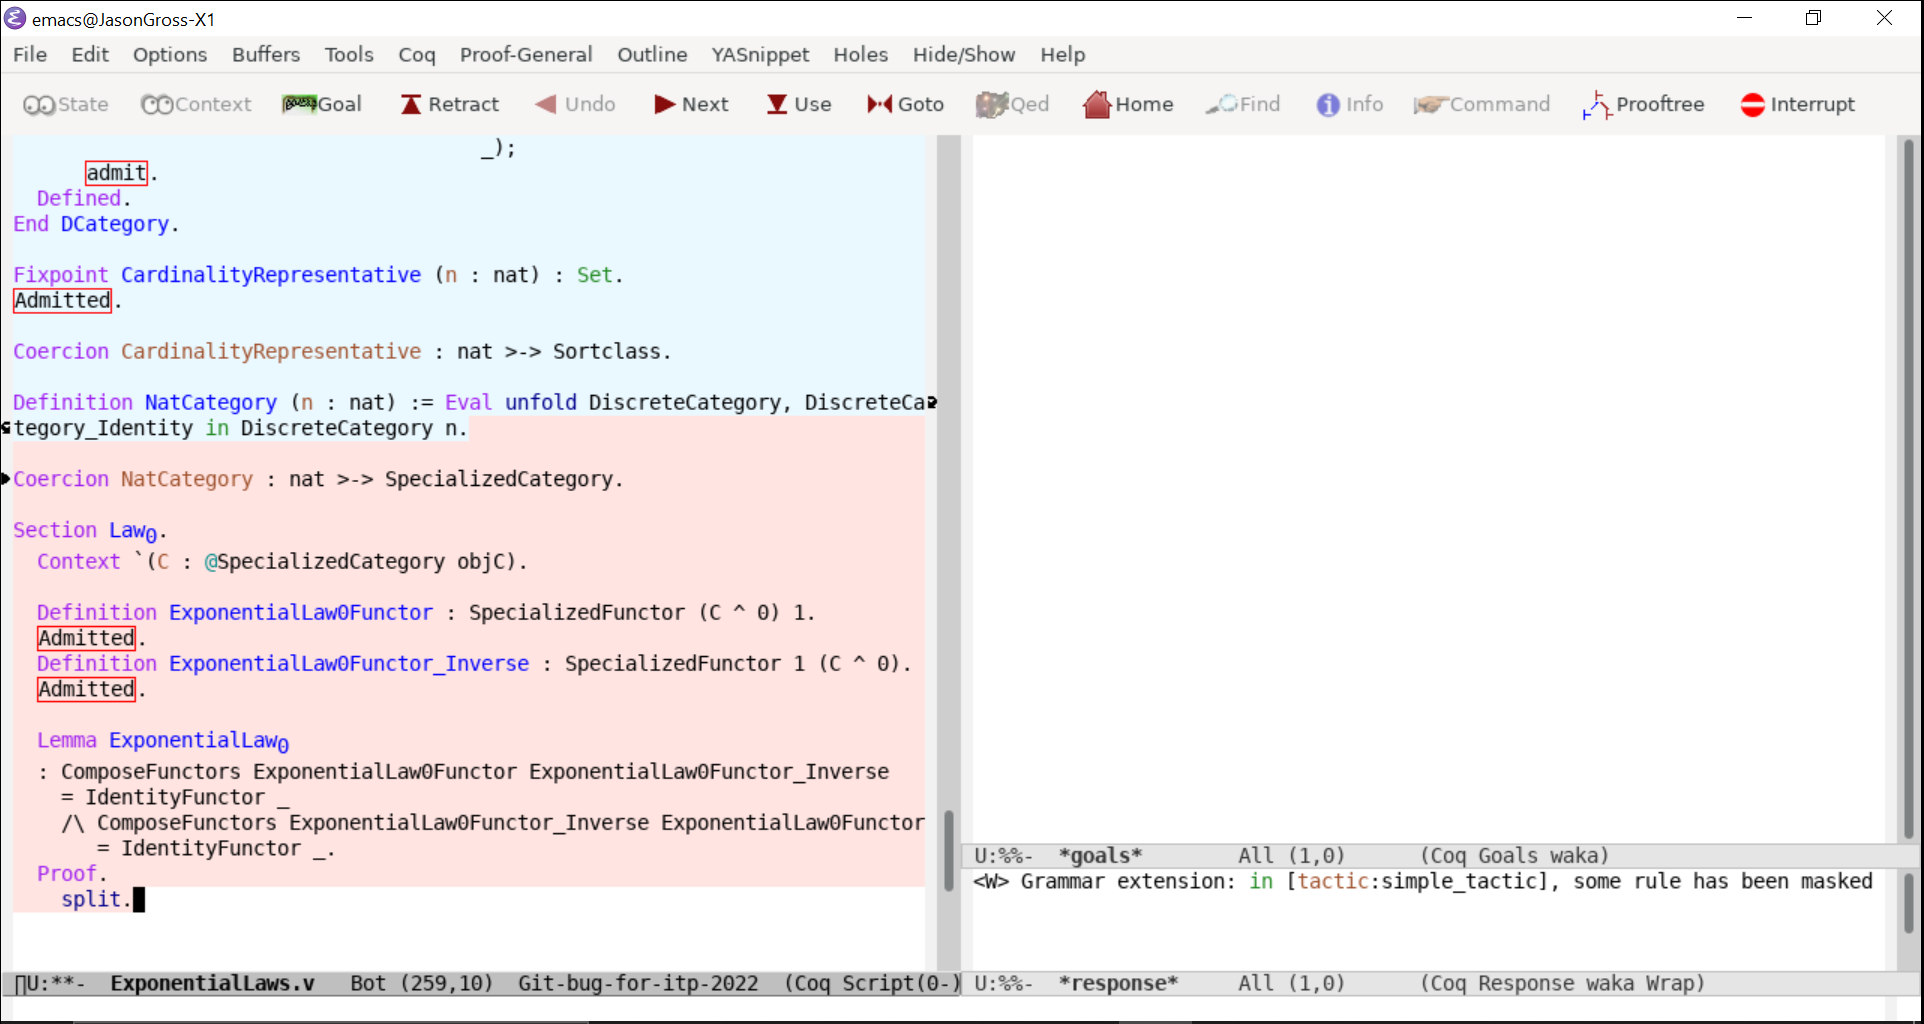 emacs@JasonGross-X1
File Edit Options Buffers Tools Coq Proof-General Outline YASnippet Holes Hide/Show Help
State Context Goal Retract Undo Next Use Goto Qed Home Find Info Command Prooftree Interrupt
_);
admit.
Defined.
End DCategory.
Fixpoint CardinalityRepresentative (n : nat) : Set.
Admitted.
Coercion CardinalityRepresentative : nat >-> Sortclass.
Definition NatCategory (n : nat) := Eval unfold DiscreteCategory, DiscreteCa
tegory_Identity in DiscreteCategory n.
Coercion NatCategory : nat >-> SpecializedCategory.
Section Law₀.
Context `(C : @SpecializedCategory objC).
Definition ExponentialLaw0Functor : SpecializedFunctor (C ^ 0) 1.
Admitted.
Definition ExponentialLaw0Functor_Inverse : SpecializedFunctor 1 (C ^ 0).
Admitted.
Lemma ExponentialLaw₀
: ComposeFunctors ExponentialLaw0Functor ExponentialLaw0Functor_Inverse
= IdentityFunctor _
/\ ComposeFunctors ExponentialLaw0Functor_Inverse ExponentialLaw0Functor
= IdentityFunctor _.
Proof.
split.
U:**- ExponentialLaws.v Bot (259,10) Git-bug-for-itp-2022 (Coq Script(0-)
U:%%- *goals* All (1,0) (Coq Goals waka)
<W> Grammar extension: in [tactic:simple_tactic], some rule has been masked
U:%%- *response* All (1,0) (Coq Response waka Wrap)